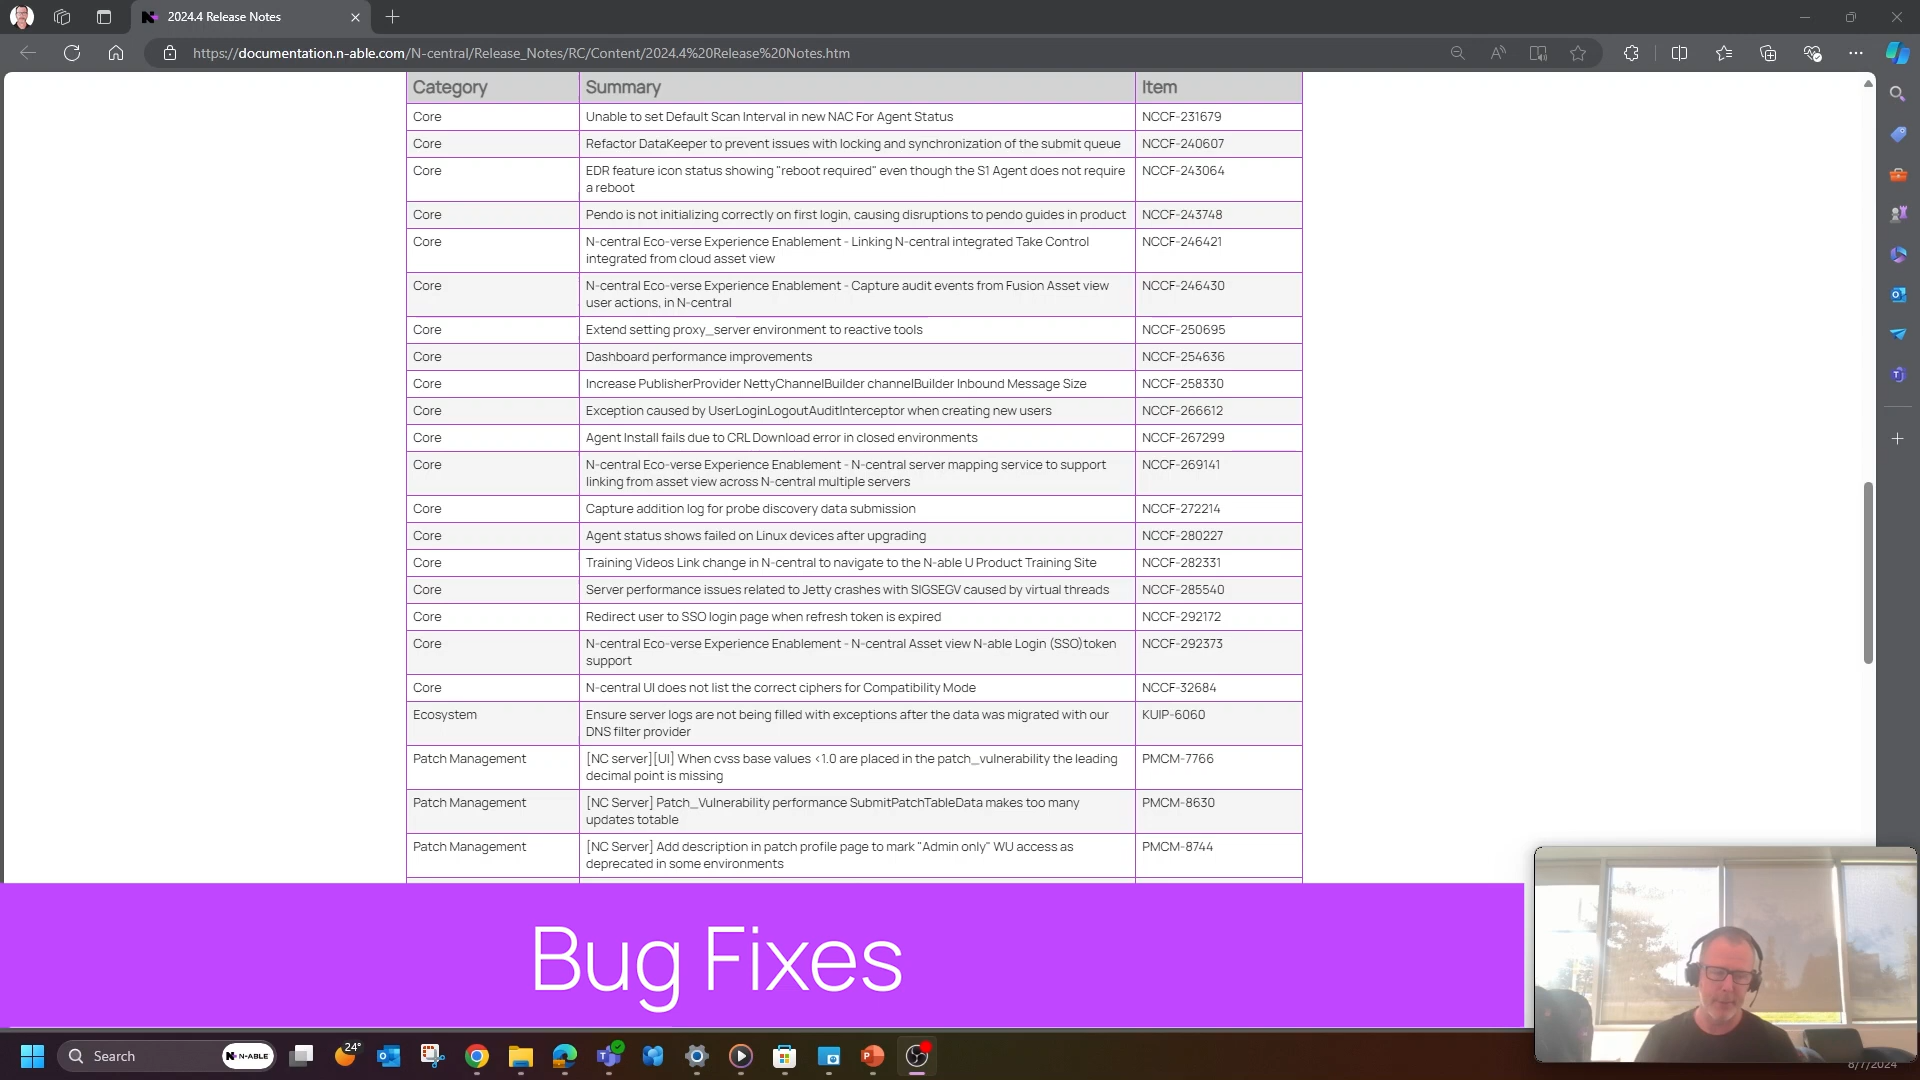 2024.4 Release Notes
https://documentation.n-able.com/N-central/Release_Notes/RC/Content/2024.4%20Release%20Notes.htm
Category Summary Item
Core Unable to set Default Scan Interval in new NAC For Agent Status NCCF-231679
Core Refactor DataKeeper to prevent issues with locking and synchronization of the submit queue NCCF-240607
Core EDR feature icon status showing "reboot required" even though the S1 Agent does not require NCCF-243064
a reboot
Core Pendo is not initializing correctly on first login, causing disruptions to pendo guides in product NCCF-243748
Core N-central Eco-verse Experience Enablement - Linking N-central integrated Take Control NCCF-246421
integrated from cloud asset view
Core N-central Eco-verse Experience Enablement - Capture audit events from Fusion Asset view NCCF-246430
user actions, in N-central
Core Extend setting proxy_server environment to reactive tools NCCF-250695
Core Dashboard performance improvements NCCF-254636
Core Increase PublisherProvider NettyChannelBuilder channelBuilder Inbound Message Size NCCF-258330
Core Exception caused by UserLoginLogoutAuditInterceptor when creating new users NCCF-266612
Core Agent Install fails due to CRL Download error in closed environments NCCF-267299
Core N-central Eco-verse Experience Enablement - N-central server mapping service to support NCCF-269141
linking from asset view across N-central multiple servers
Core Capture addition log for probe discovery data submission NCCF-272214
Core Agent status shows failed on Linux devices after upgrading NCCF-280227
Core Training Videos Link change in N-central to navigate to the N-able U Product Training Site NCCF-282331
Core Server performance issues related to Jetty crashes with SIGSEGV caused by virtual threads NCCF-285540
Core Redirect user to SSO login page when refresh token is expired NCCF-292172
Core N-central Eco-verse Experience Enablement - N-central Asset view N-able Login (SSO)token NCCF-292373
support
Core N-central UI does not list the correct ciphers for Compatibility Mode NCCF-32684
Ecosystem Ensure server logs are not being filled with exceptions after the data was migrated with our KUIP-6060
DNS filter provider
Patch Management [NC server][UI] When cvss base values <1.0 are placed in the patch_vulnerability the leading PMCM-7766
decimal point is missing
Patch Management [NC Server] Patch_Vulnerability performance SubmitPatchTableData makes too many PMCM-8630
updates totable
Patch Management [NC Server] Add description in patch profile page to mark "Admin only" WU access as PMCM-8744
deprecated in some environments
Bug Fixes
Search N-ABLE 24°
8/7/2024